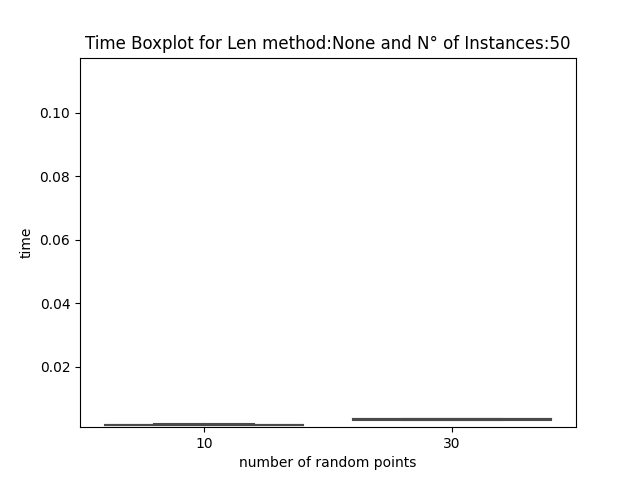 Time Boxplot for Len method:None and N° of Instances:50
0.10
0.08
0.06
0.04
0.02
time
10 30
number of random points